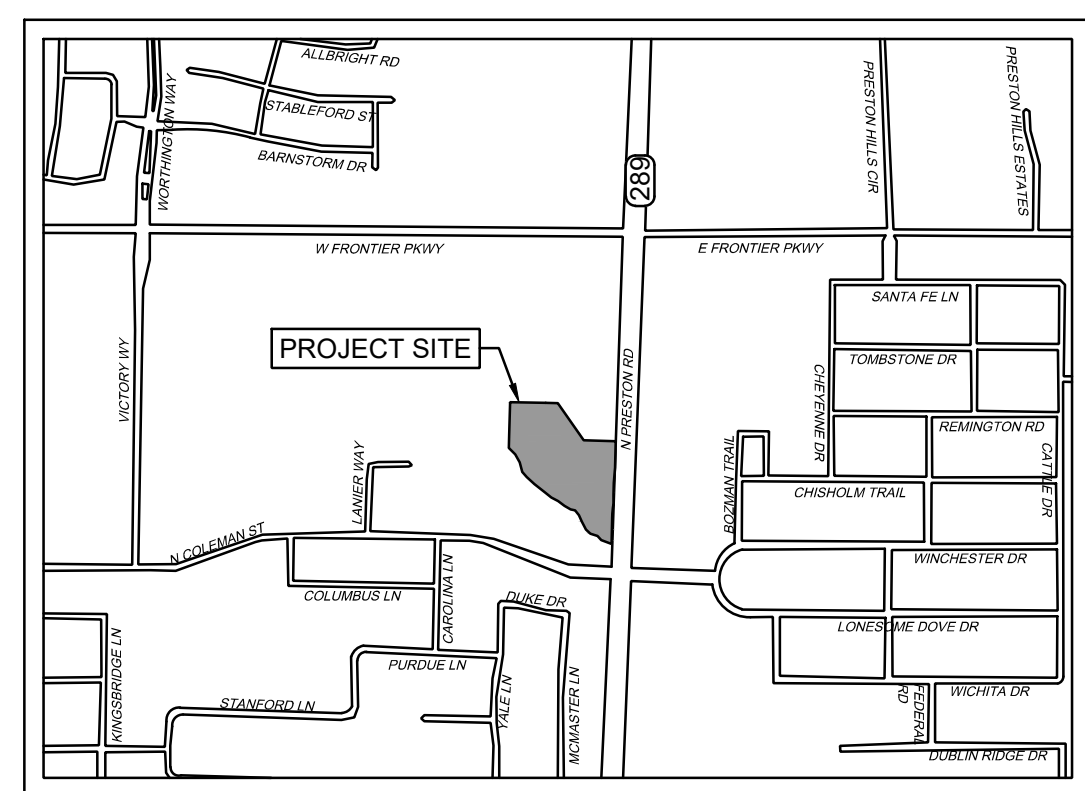 ALLBRIGHT RD
STABLEFORD ST
BARNSTORM DR
WORTHINGTON WAY
289
PRESTON HILLS CIR
PRESTON HILLS ESTATES
W FRONTIER PKWY
E FRONTIER PKWY
SANTA FE LN
PROJECT SITE
VICTORY WY
N PRESTON RD
TOMBSTONE DR
CHEYENNE DR
REMINGTON RD
CATTLE DR
LANIER WAY
BOZMAN TRAIL
CHISHOLM TRAIL
N COLEMAN ST
WINCHESTER DR
COLUMBUS LN
CAROLINA LN
DUKE DR
LONESOME DOVE DR
KINGSBRIDGE LN
PURDUE LN
STANFORD LN
YALE LN
MCMASTER LN
FEDERAL
RD
WICHITA DR
DUBLIN RIDGE DR